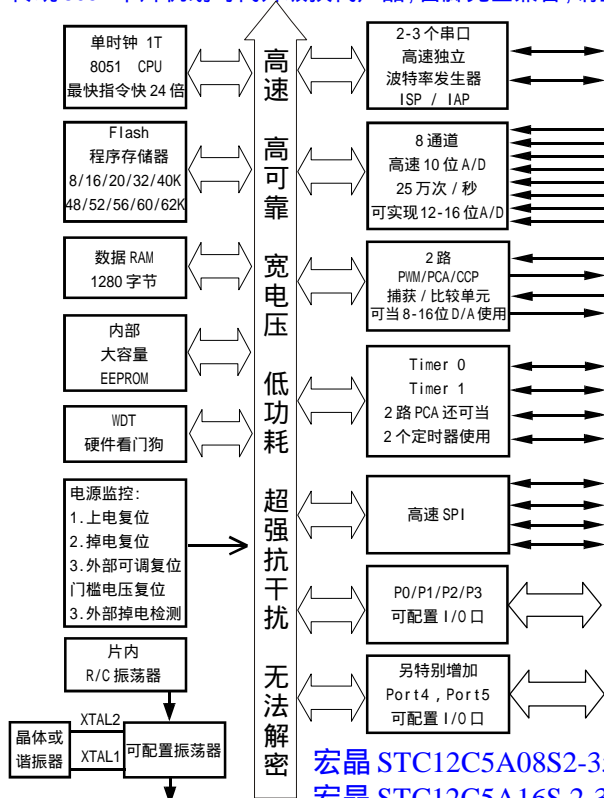 单时钟 1T
8051 CPU
最快指令快 24 倍
Flash
程序存储器
8/16/20/32/40K
48/52/56/60/62K
数据 RAM
1280 字节
内部
大容量
EEPROM
WDT
硬件看门狗
电源监控:
1.上电复位
2.掉电复位
3.外部可调复位
门槛电压复位
3.外部掉电检测
片内
R/C 振荡器
XTAL2
晶体或
谐振器
XTAL1
可配置振荡器
高速
高可靠
宽电压
低功耗
超强抗干扰
无法解密
2-3 个串口
高速独立
波特率发生器
ISP / IAP
8 通道
高速 10 位 A/D
25 万次 / 秒
可实现 12-16 位 A/D
2 路
PWM/PCA/CCP
捕获 / 比较单元
可当 8-16位 D/A 使用
Timer 0
Timer 1
2 路 PCA 还可当
2 个定时器使用
高速 SPI
P0/P1/P2/P3
可配置 I/O 口
另特别增加
Port4 , Port5
可配置 I/O 口
宏晶 STC12C5A08S2-35
宏晶 STC12C5A16S2-3